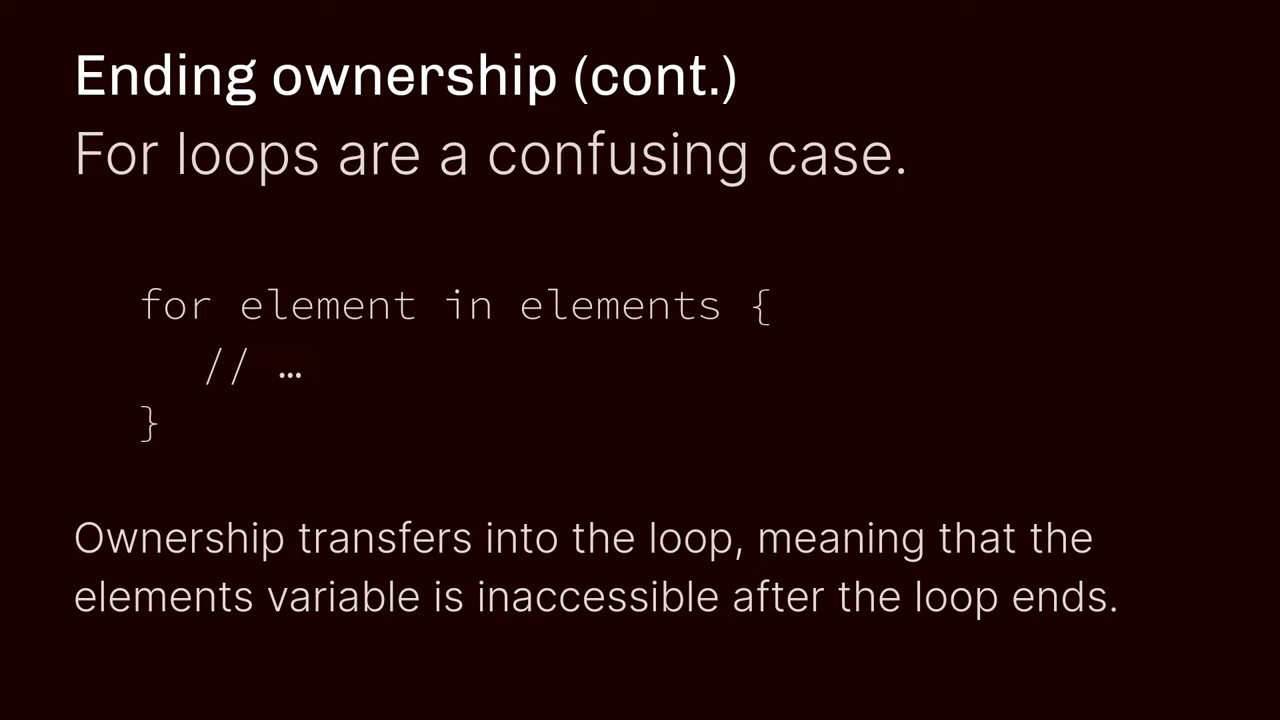 Ending ownership (cont.)
For loops are a confusing case.
for element in elements {
// …
}
Ownership transfers into the loop, meaning that the
elements variable is inaccessible after the loop ends.